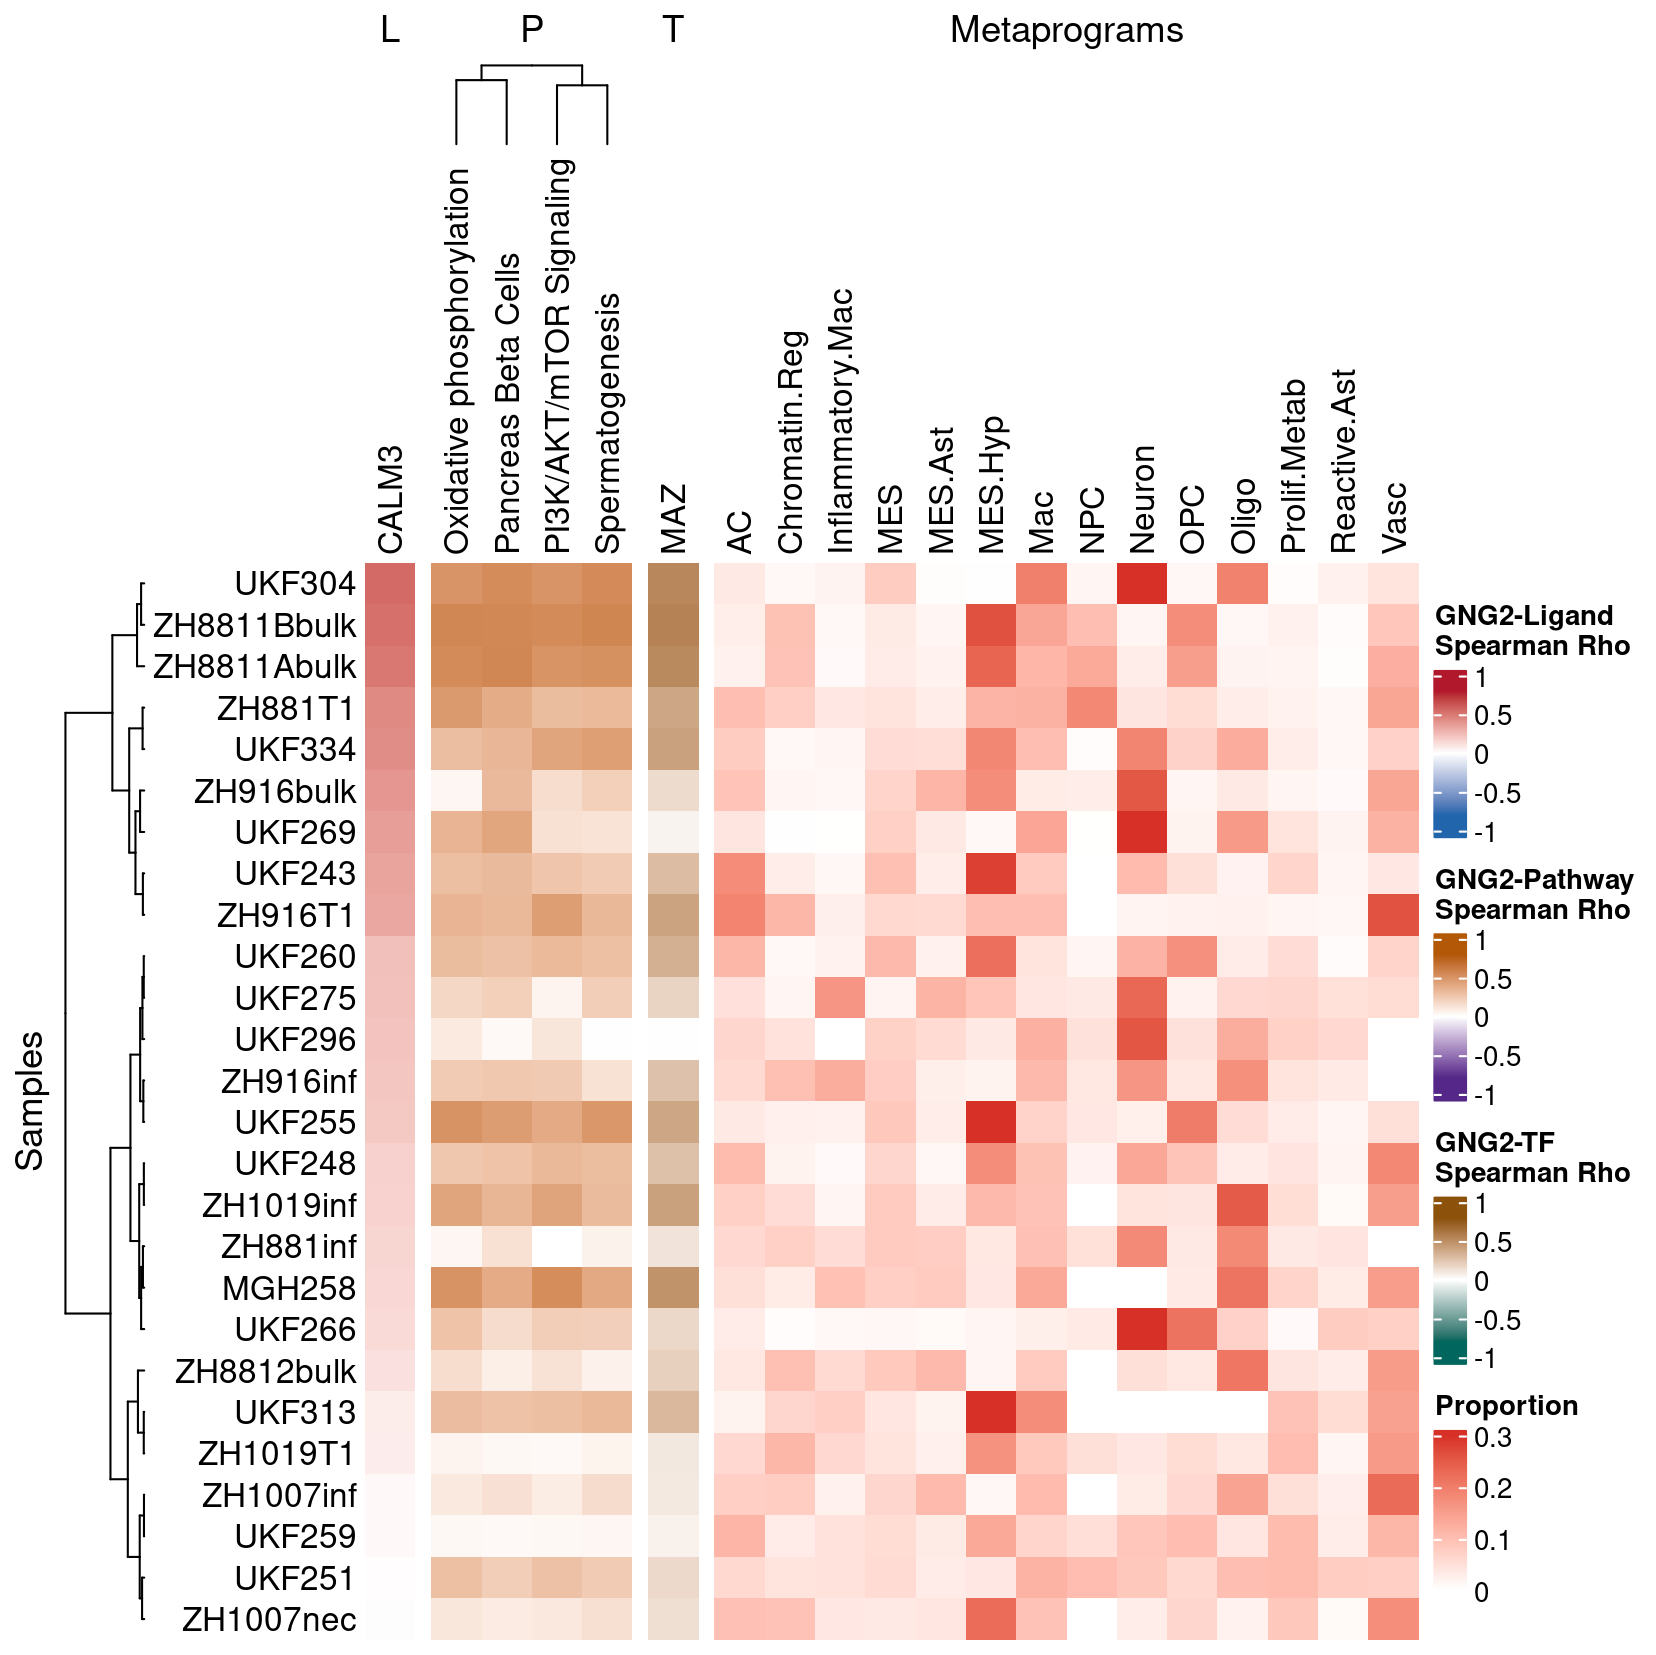 L P T Metaprograms
Oxidative phosphorylation
Pancreas Beta Cells
PI3K/AKT/mTOR Signaling
Spermatogenesis
CALM3
MAZ
AC
Chromatin.Reg
Inflammatory.Mac
MES
MES.Ast
MES.Hyp
Mac
NPC
Neuron
OPC
Oligo
Prolif.Metab
Reactive.Ast
Vasc
Samples
UKF304
ZH8811Bbulk
ZH8811Abulk
ZH881T1
UKF334
ZH916bulk
UKF269
UKF243
ZH916T1
UKF260
UKF275
UKF296
ZH916inf
UKF255
UKF248
ZH1019inf
ZH881inf
MGH258
UKF266
ZH8812bulk
UKF313
ZH1019T1
ZH1007inf
UKF259
UKF251
ZH1007nec
GNG2-Ligand
Spearman Rho
1
0.5
0
-0.5
-1
GNG2-Pathway
Spearman Rho
1
0.5
0
-0.5
-1
GNG2-TF
Spearman Rho
1
0.5
0
-0.5
-1
Proportion
0.3
0.2
0.1
0